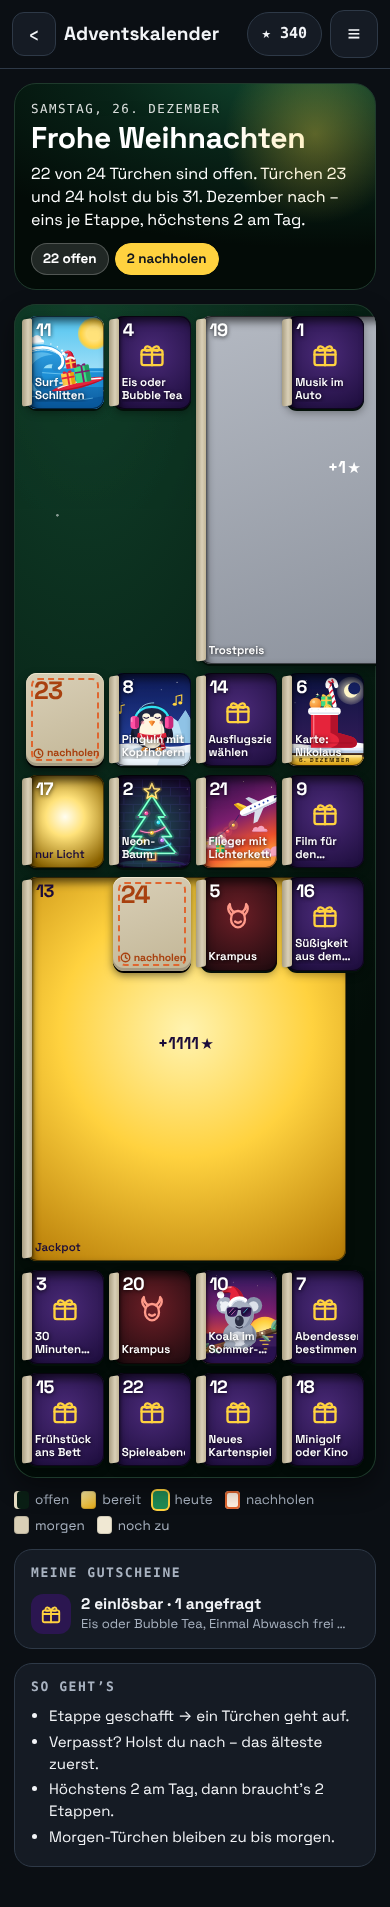 <
Adventskalender
★ 340
≡
SAMSTAG, 26. DEZEMBER
Frohe Weihnachten
22 von 24 Türchen sind offen. Türchen 23
und 24 holst du bis 31. Dezember nach –
eins je Etappe, höchstens 2 am Tag.
22 offen
2 nachholen
11
Surf-
Schlitten
4
Eis oder
Bubble Tea
19
+1★
Trostpreis
1
Musik im
Auto
23
nachholen
8
Pinguin mit
Kopfhörern
14
Ausflugszie
wählen
6
Karte:
Nikolaus
6. DEZEMBER
17
nur Licht
2
Neon-
Baum
21
Flieger mit
Lichterkett
9
Film für
den…
13
+1111★
Jackpot
24
nachholen
5
Krampus
16
Süßigkeit
aus dem…
3
30
Minuten…
20
Krampus
10
Koala im
Sommer-…
7
Abendessen
bestimmen
15
Frühstück
ans Bett
22
Spieleaben
12
Neues
Kartenspiel
18
Minigolf
oder Kino
offen
bereit
heute
nachholen
morgen
noch zu
MEINE GUTSCHEINE
2 einlösbar · 1 angefragt
Eis oder Bubble Tea, Einmal Abwasch frei …
SO GEHT'S
• Etappe geschafft → ein Türchen geht auf.
• Verpasst? Holst du nach – das älteste
zuerst.
• Höchstens 2 am Tag, dann braucht's 2
Etappen.
• Morgen-Türchen bleiben zu bis morgen.